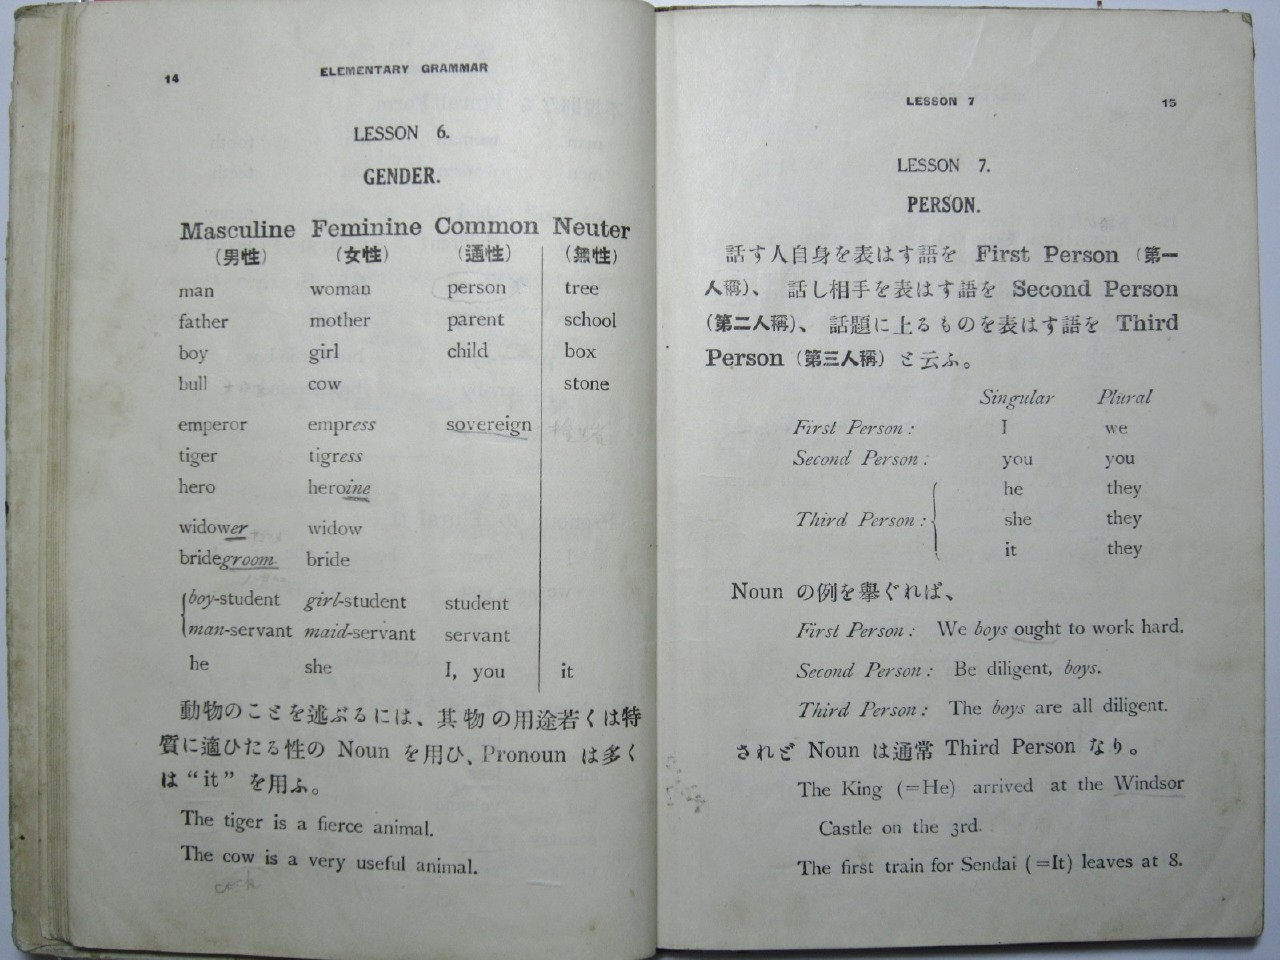 14 ELEMENTARY GRAMMAR
LESSON 6.
GENDER.
Masculine Feminine Common Neuter
(男性) (女性) (通性) (無性)
man woman person tree
father mother parent school
boy girl child box
bull cow stone
emperor empress sovereign
tiger tigress
hero heroine
widower widow
bridegroom bride
boy-student girl-student student
man-servant maid-servant servant
he she I, you it
動物のことを述ぶるには、其物の用途若くは特
質に適ひたる性の Noun を用ひ、Pronoun は多く
は “it” を用ふ。
The tiger is a fierce animal.
The cow is a very useful animal.
cock
LESSON 7 15
LESSON 7.
PERSON.
話す人自身を表はす語を First Person (第一
人稱)、 話し相手を表はす語を Second Person
(第二人稱)、 話題に上るものを表はす語を Third
Person (第三人稱) と云ふ。
Singular Plural
First Person: I we
Second Person: you you
he they
Third Person: she they
it they
Noun の例を擧ぐれば、
First Person: We boys ought to work hard.
Second Person: Be diligent, boys.
Third Person: The boys are all diligent.
されど Noun は通常 Third Person なり。
The King (=He) arrived at the Windsor
Castle on the 3rd.
The first train for Sendai (=It) leaves at 8.